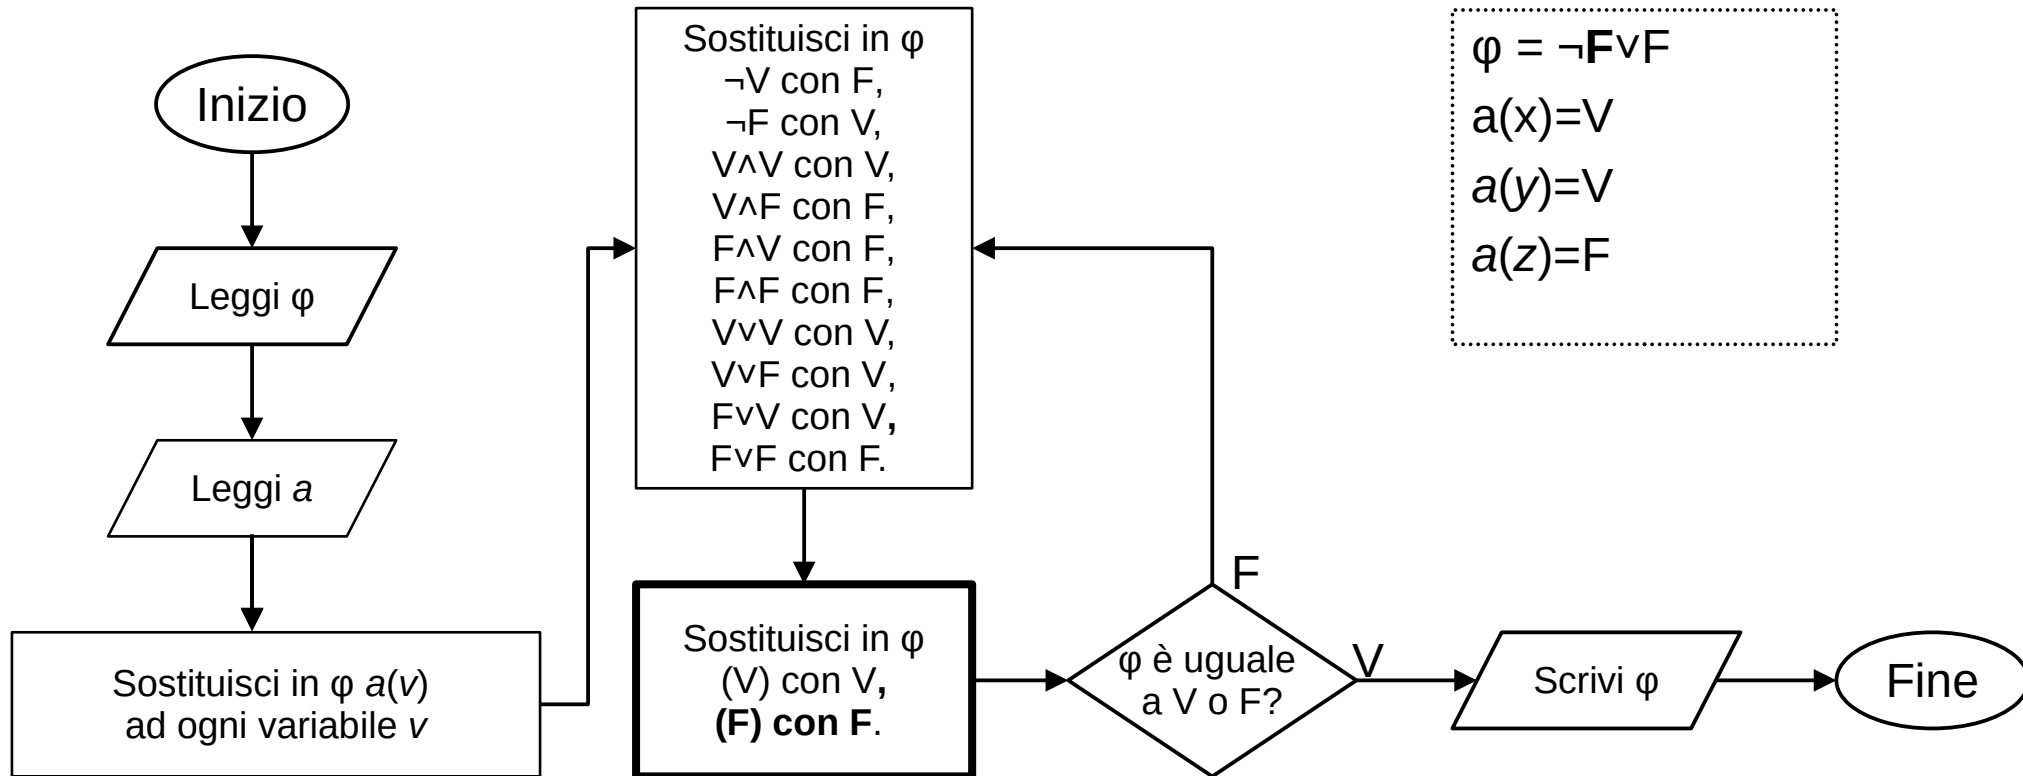 Inizio
Leggi φ
Leggi a
Sostituisci in φ a(v)
ad ogni variabile v
Sostituisci in φ
¬V con F,
¬F con V,
V∧V con V,
V∧F con F,
F∧V con F,
F∧F con F,
V∨V con V,
V∨F con V,
F∨V con V,
F∨F con F.
Sostituisci in φ
(V) con V,
(F) con F.
F
φ è uguale
a V o F?
V
Scrivi φ
Fine
φ = ¬F∨F
a(x)=V
a(y)=V
a(z)=F